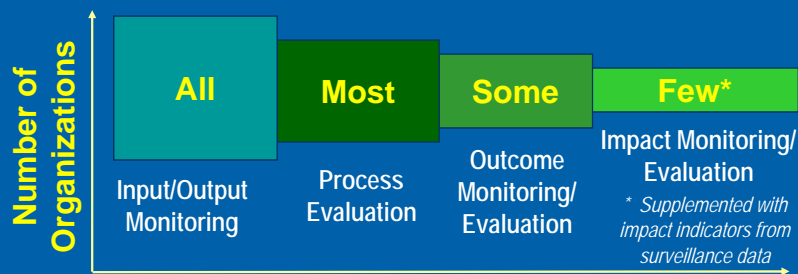 Number of
Organizations
All
Most
Some
Few*
Input/Output
Monitoring
Process
Evaluation
Outcome
Monitoring/
Evaluation
Impact Monitoring/
Evaluation
* Supplemented with
impact indicators from
surveillance data